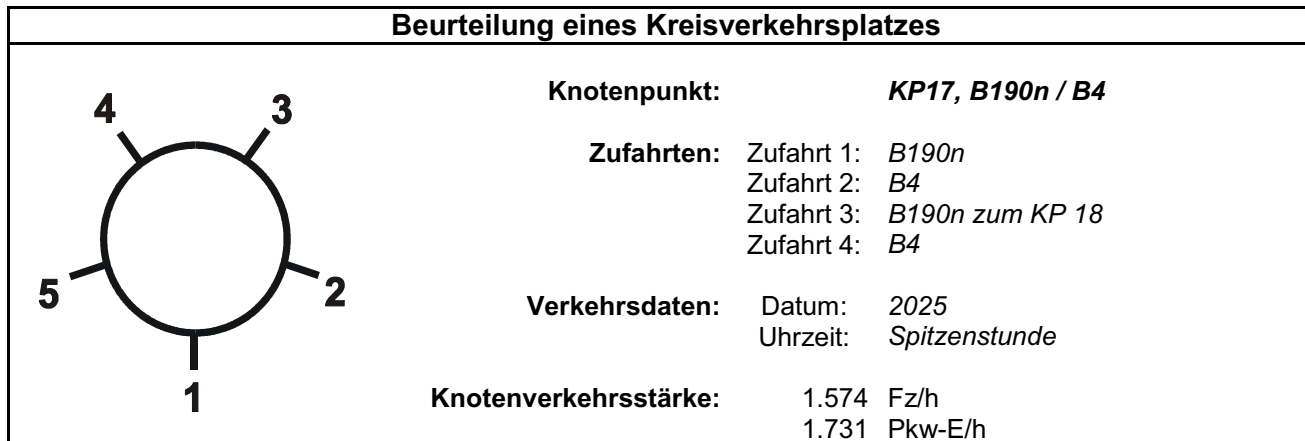 Beurteilung eines Kreisverkehrsplatzes
Knotenpunkt: KP17, B190n / B4
4 3
Zufahrten: Zufahrt 1: B190n
Zufahrt 2: B4
Zufahrt 3: B190n zum KP 18
Zufahrt 4: B4
5 2
Verkehrsdaten: Datum: 2025
Uhrzeit: Spitzenstunde
1
Knotenverkehrsstärke: 1.574 Fz/h
1.731 Pkw-E/h